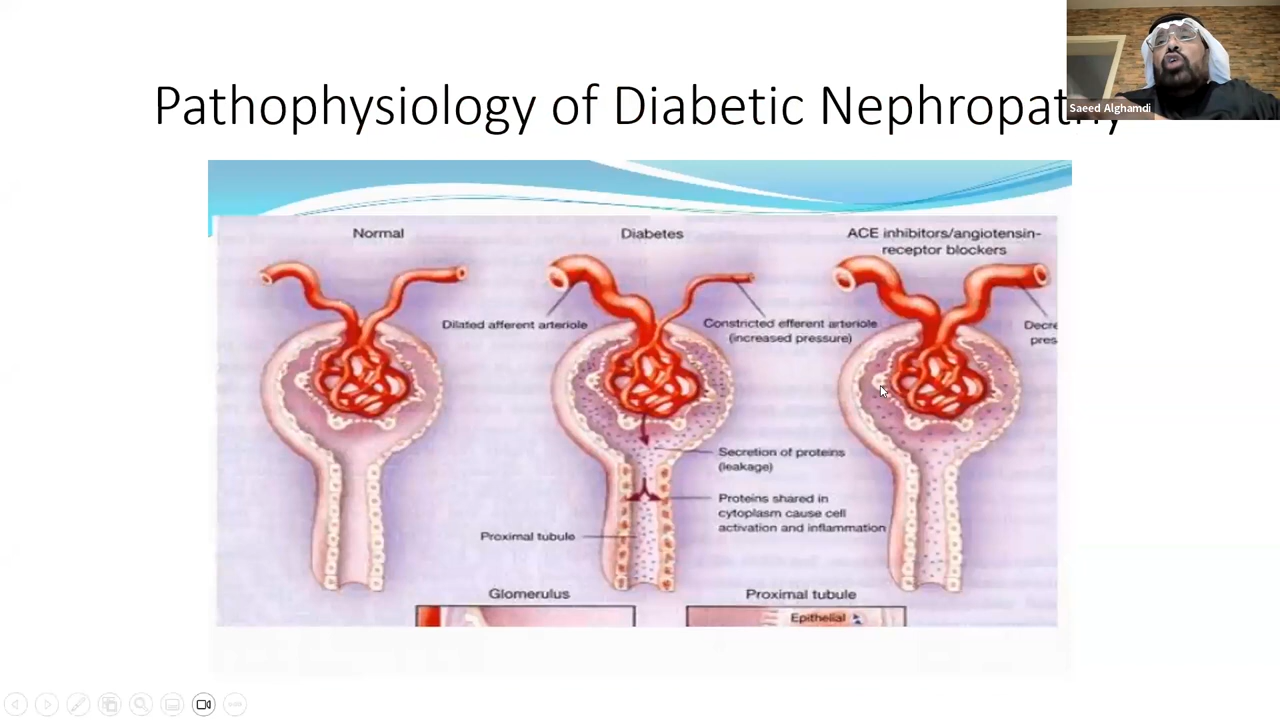 Saeed Alghamdi
Pathophysiology of Diabetic Nephropathy
Normal
Diabetes
ACE inhibitors/angiotensin-
receptor blockers
Dilated afferent arteriole
Constricted efferent arteriole
(increased pressure)
Decre
pres
Secretion of proteins
(leakage)
Proteins shared in
cytoplasm cause cell
activation and inflammation
Proximal tubule
Glomerulus
Proximal tubule
Epithelial